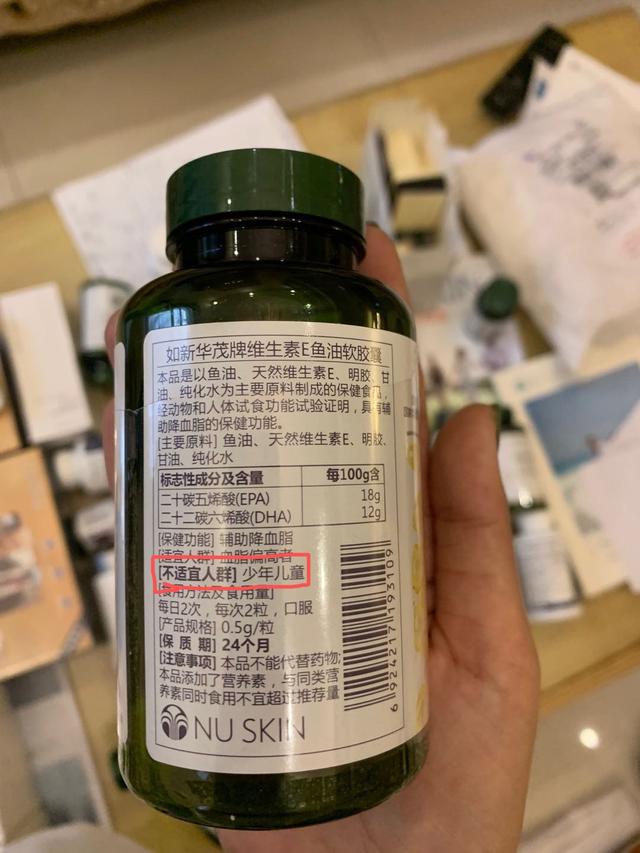 如新华茂牌维生素E鱼油软胶囊
本品是以鱼油、天然维生素E、明胶、甘
油、纯化水为主要原料制成的保健食品,
经动物和人体试食功能试验证明,具有辅
助降血脂的保健功能。
[主要原料] 鱼油、天然维生素E、明胶、
甘油、纯化水
标志性成分及含量 每100g含
二十碳五烯酸(EPA) 18g
二十二碳六烯酸(DHA) 12g
[保健功能] 辅助降血脂
[适宜人群] 血脂偏高者
[不适宜人群] 少年儿童
[食用方法及食用量]
每日2次，每次2粒，口服
[产品规格] 0.5g/粒
[保 质 期] 24个月
[注意事项] 本品不能代替药物;
本品添加了营养素，与同类营
养素同时食用不宜超过推荐量
6 924217 193109
NU SKIN